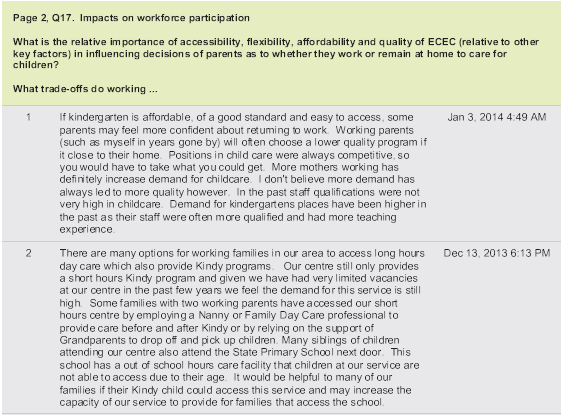 Page 2, Q17. Impacts on workforce participation
What is the relative importance of accessibility, flexibility, affordability and quality of ECEC (relative to other
key factors) in influencing decisions of parents as to whether they work or remain at home to care for
children?
What trade-offs do working ...
1 If kindergarten is affordable, of a good standard and easy to access, some Jan 3, 2014 4:49 AM
parents may feel more confident about returning to work. Working parents
(such as myself in years gone by) will often choose a lower quality program if
it close to their home. Positions in child care were always competitive, so
you would have to take what you could get. More mothers working has
definitely increase demand for childcare. I don't believe more demand has
always led to more quality however. In the past staff qualifications were not
very high in childcare. Demand for kindergartens places have been higher in
the past as their staff were often more qualified and had more teaching
experience.
2 There are many options for working families in our area to access long hours Dec 13, 2013 6:13 PM
day care which also provide Kindy programs. Our centre still only provides
a short hours Kindy program and given we have had very limited vacancies
at our centre in the past few years we feel the demand for this service is still
high. Some families with two working parents have accessed our short
hours centre by employing a Nanny or Family Day Care professional to
provide care before and after Kindy or by relying on the support of
Grandparents to drop off and pick up children. Many siblings of children
attending our centre also attend the State Primary School next door. This
school has a out of school hours care facility that children at our service are
not able to access due to their age. It would be helpful to many of our
families if their Kindy child could access this service and may increase the
capacity of our service to provide for families that access the school.